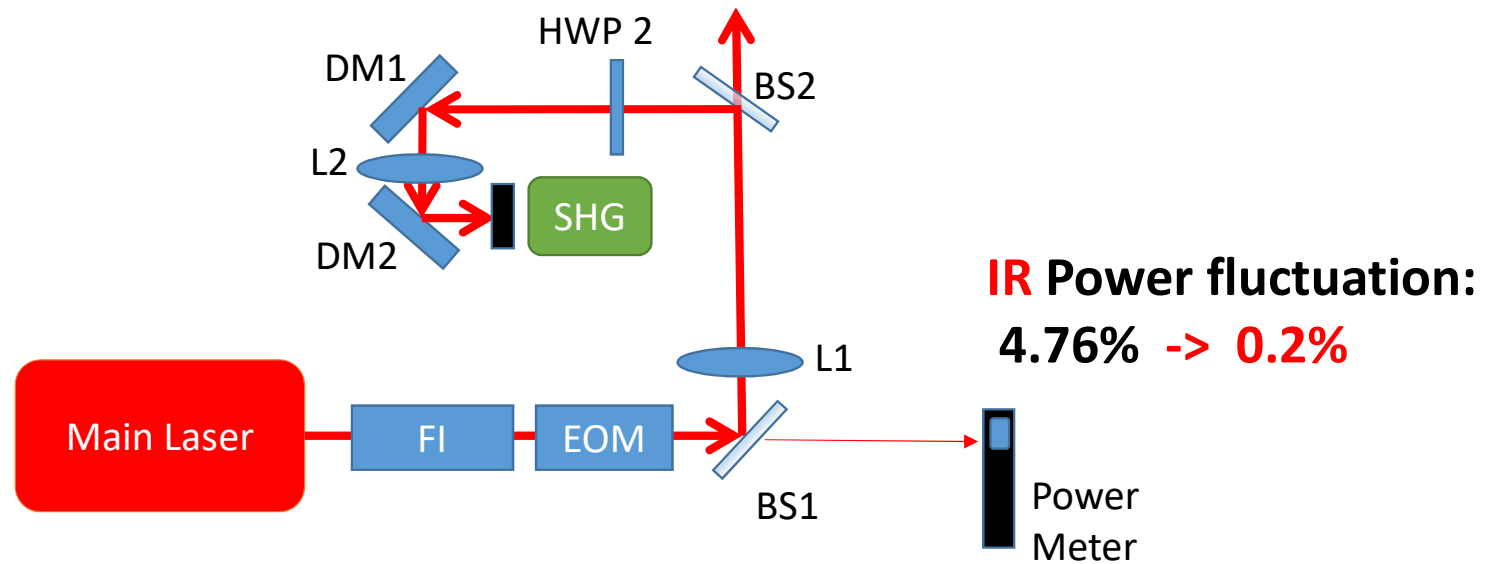 HWP 2
DM1
BS2
L2
SHG
DM2
IR Power fluctuation:
4.76% -> 0.2%
L1
Main Laser
FI
EOM
BS1
Power
Meter